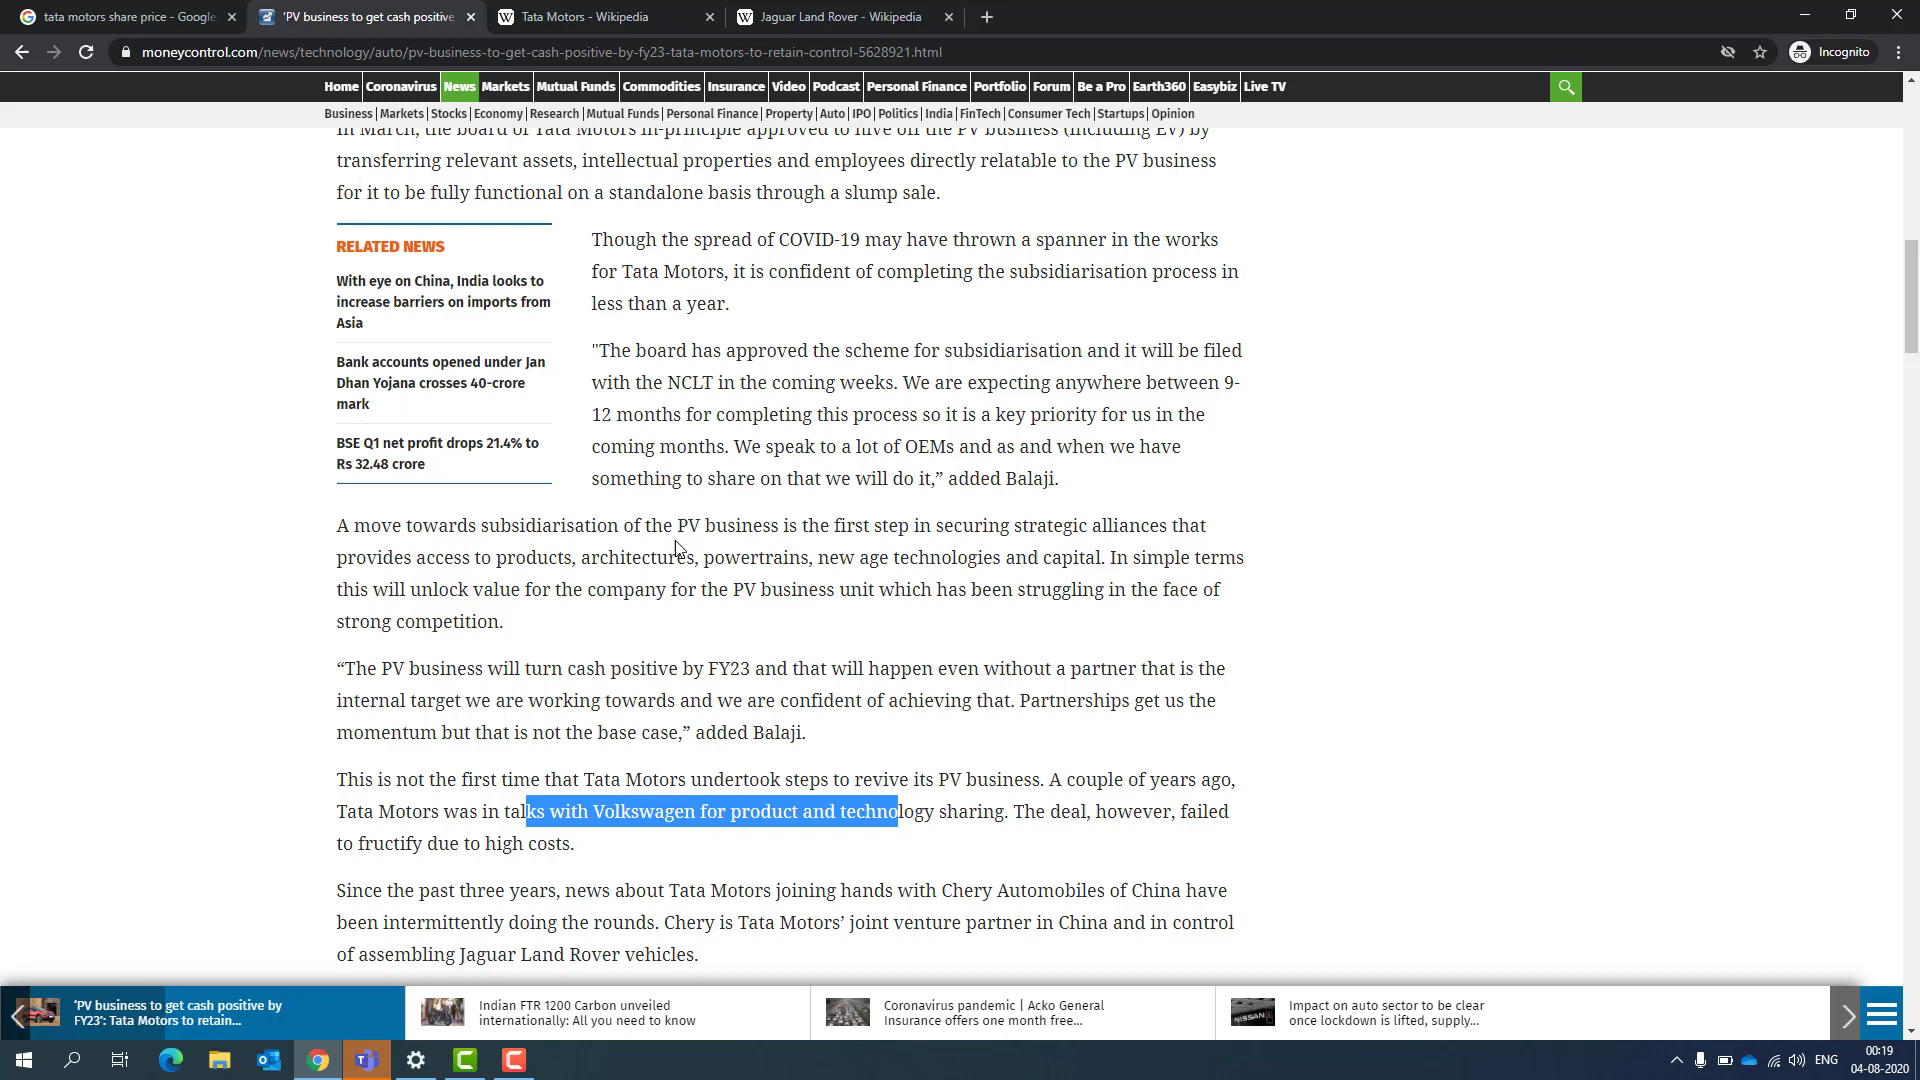 tata motors share price - Google
'PV business to get cash positive
Tata Motors - Wikipedia
Jaguar Land Rover - Wikipedia
moneycontrol.com/news/technology/auto/pv-business-to-get-cash-positive-by-fy23-tata-motors-to-retain-control-5628921.html
Incognito
Home Coronavirus News Markets Mutual Funds Commodities Insurance Video Podcast Personal Finance Portfolio Forum Be a Pro Earth360 Easybiz Live TV
Business | Markets | Stocks | Economy | Research | Mutual Funds | Personal Finance | Property | Auto | IPO | Politics | India | FinTech | Consumer Tech | Startups | Opinion
In March, the board of Tata Motors in-principle approved to hive off the PV business (including EV) by
transferring relevant assets, intellectual properties and employees directly relatable to the PV business
for it to be fully functional on a standalone basis through a slump sale.
RELATED NEWS
With eye on China, India looks to
increase barriers on imports from
Asia
Bank accounts opened under Jan
Dhan Yojana crosses 40-crore
mark
BSE Q1 net profit drops 21.4% to
Rs 32.48 crore
Though the spread of COVID-19 may have thrown a spanner in the works
for Tata Motors, it is confident of completing the subsidiarisation process in
less than a year.
"The board has approved the scheme for subsidiarisation and it will be filed
with the NCLT in the coming weeks. We are expecting anywhere between 9-
12 months for completing this process so it is a key priority for us in the
coming months. We speak to a lot of OEMs and as and when we have
something to share on that we will do it,” added Balaji.
A move towards subsidiarisation of the PV business is the first step in securing strategic alliances that
provides access to products, architectures, powertrains, new age technologies and capital. In simple terms
this will unlock value for the company for the PV business unit which has been struggling in the face of
strong competition.
“The PV business will turn cash positive by FY23 and that will happen even without a partner that is the
internal target we are working towards and we are confident of achieving that. Partnerships get us the
momentum but that is not the base case,” added Balaji.
This is not the first time that Tata Motors undertook steps to revive its PV business. A couple of years ago,
Tata Motors was in talks with Volkswagen for product and technology sharing. The deal, however, failed
to fructify due to high costs.
Since the past three years, news about Tata Motors joining hands with Chery Automobiles of China have
been intermittently doing the rounds. Chery is Tata Motors’ joint venture partner in China and in control
of assembling Jaguar Land Rover vehicles.
'PV business to get cash positive by
FY23': Tata Motors to retain...
Indian FTR 1200 Carbon unveiled
internationally: All you need to know
Coronavirus pandemic | Acko General
Insurance offers one month free...
Impact on auto sector to be clear
once lockdown is lifted, supply...
ENG
00:19
04-08-2020